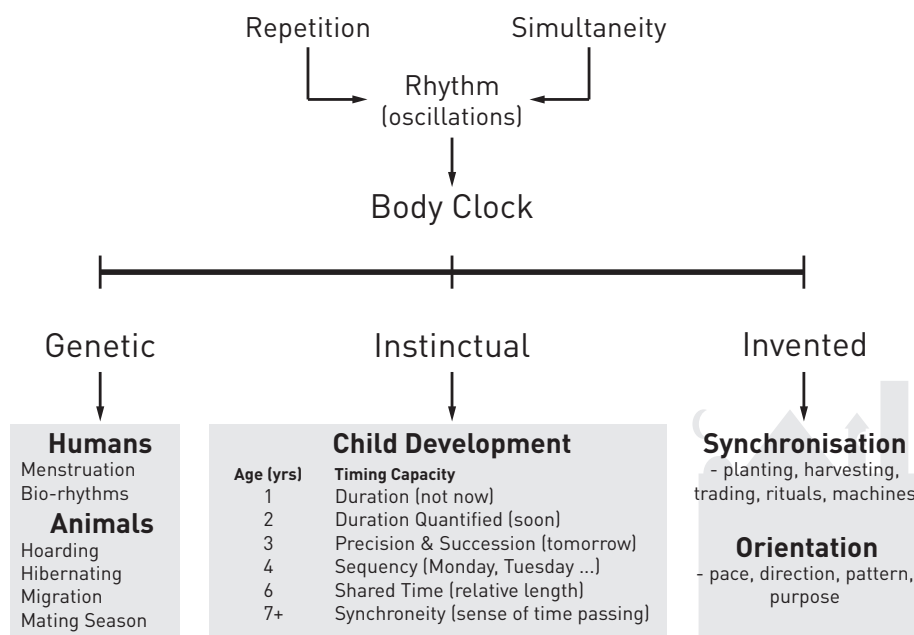 Repetition
Simultaneity
Rhythm
(oscillations)
Body Clock
Genetic
Instinctual
Invented
Humans
Menstruation
Bio-rhythms
Animals
Hoarding
Hibernating
Migration
Mating Season
Child Development
Age (yrs) Timing Capacity
1 Duration (not now)
2 Duration Quantified (soon)
3 Precision & Succession (tomorrow)
4 Sequency (Monday, Tuesday ...)
6 Shared Time (relative length)
7+ Synchroneity (sense of time passing)
Synchronisation
- planting, harvesting,
trading, rituals, machines
Orientation
- pace, direction, pattern,
purpose